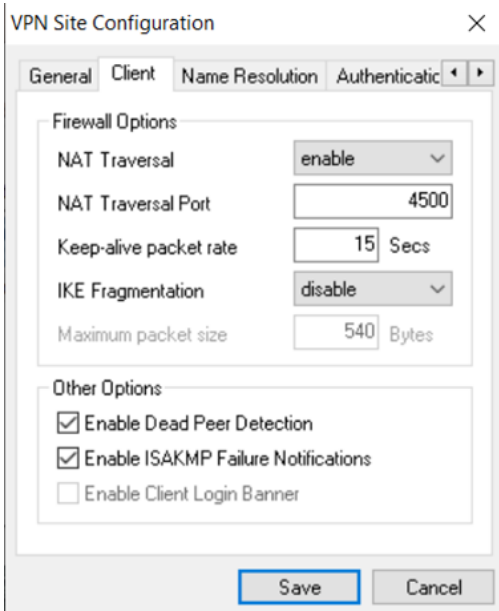 VPN Site Configuration
General Client Name Resolution Authenticatic
Firewall Options
NAT Traversal enable
NAT Traversal Port 4500
Keep-alive packet rate 15 Secs
IKE Fragmentation disable
Maximum packet size 540 Bytes
Other Options
Enable Dead Peer Detection
Enable ISAKMP Failure Notifications
Enable Client Login Banner
Save Cancel